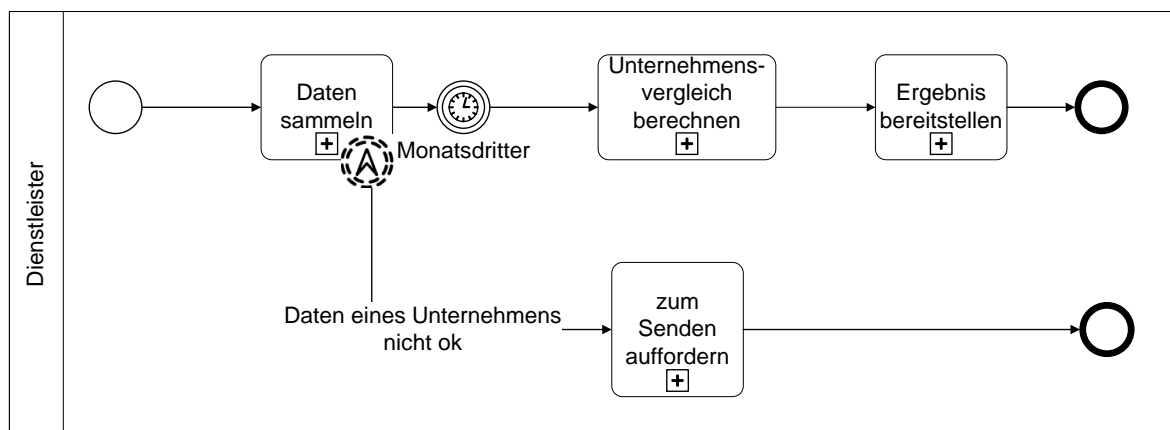 Dienstleister
Daten
sammeln
Monatsdritter
Unternehmens-
vergleich
berechnen
Ergebnis
bereitstellen
Daten eines Unternehmens
nicht ok
zum
Senden
auffordern